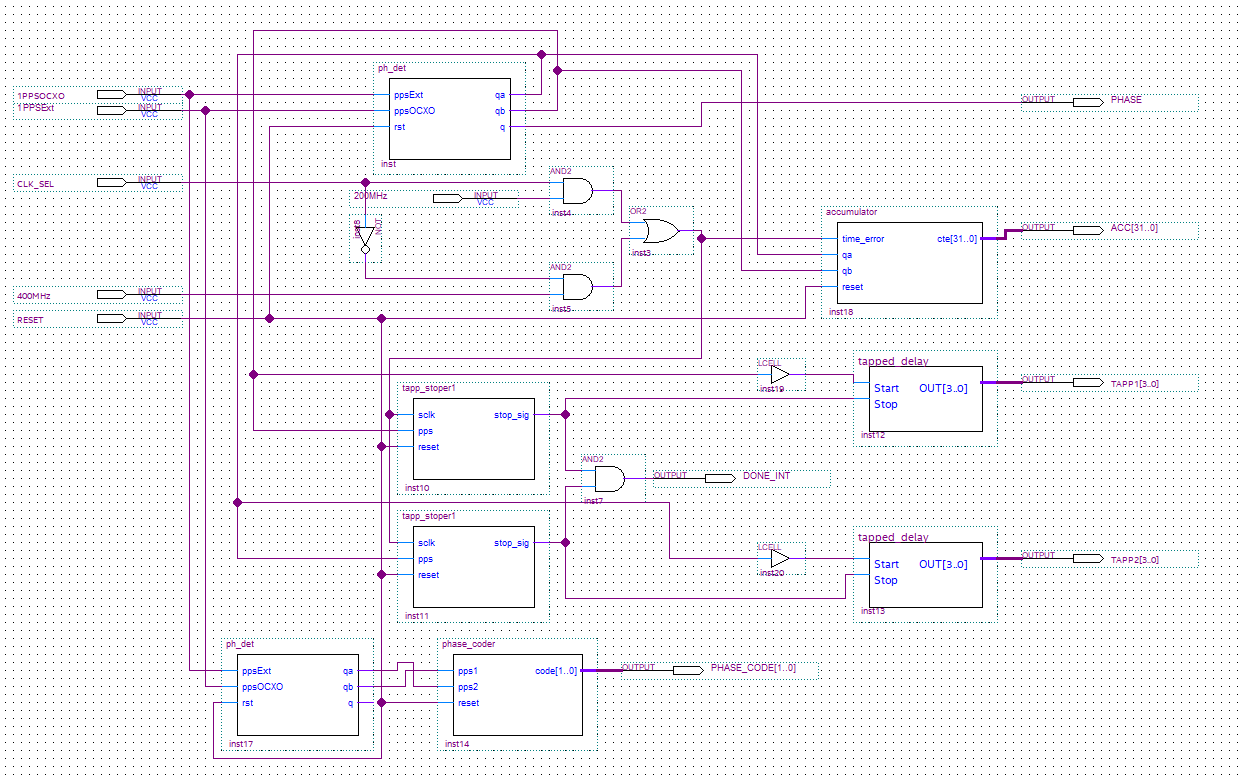 ph_det
1PPSOCXO
INPUT
VCC
1PPSExt
INPUT
VCC
ppsExt
qa
ppsOCXO
qb
rst
q
inst
OUTPUT
PHASE
CLK_SEL
INPUT
VCC
200MHz
INPUT
VCC
AND2
inst4
NOT
inst8
OR2
inst3
AND2
inst5
400MHz
INPUT
VCC
RESET
INPUT
VCC
accumulator
time_error
cte[31..0]
qa
qb
reset
inst18
OUTPUT
ACC[31..0]
LCELL
inst19
tapped_delay
Start
OUT[3..0]
Stop
inst12
OUTPUT
TAPP1[3..0]
tapp_stoper1
sclk
stop_sig
pps
reset
inst10
AND2
inst7
OUTPUT
DONE_INT
tapp_stoper1
sclk
stop_sig
pps
reset
inst11
LCELL
inst20
tapped_delay
Start
OUT[3..0]
Stop
inst13
OUTPUT
TAPP2[3..0]
ph_det
ppsExt
qa
ppsOCXO
qb
rst
q
inst17
phase_coder
pps1
code[1..0]
pps2
reset
inst14
OUTPUT
PHASE_CODE[1..0]